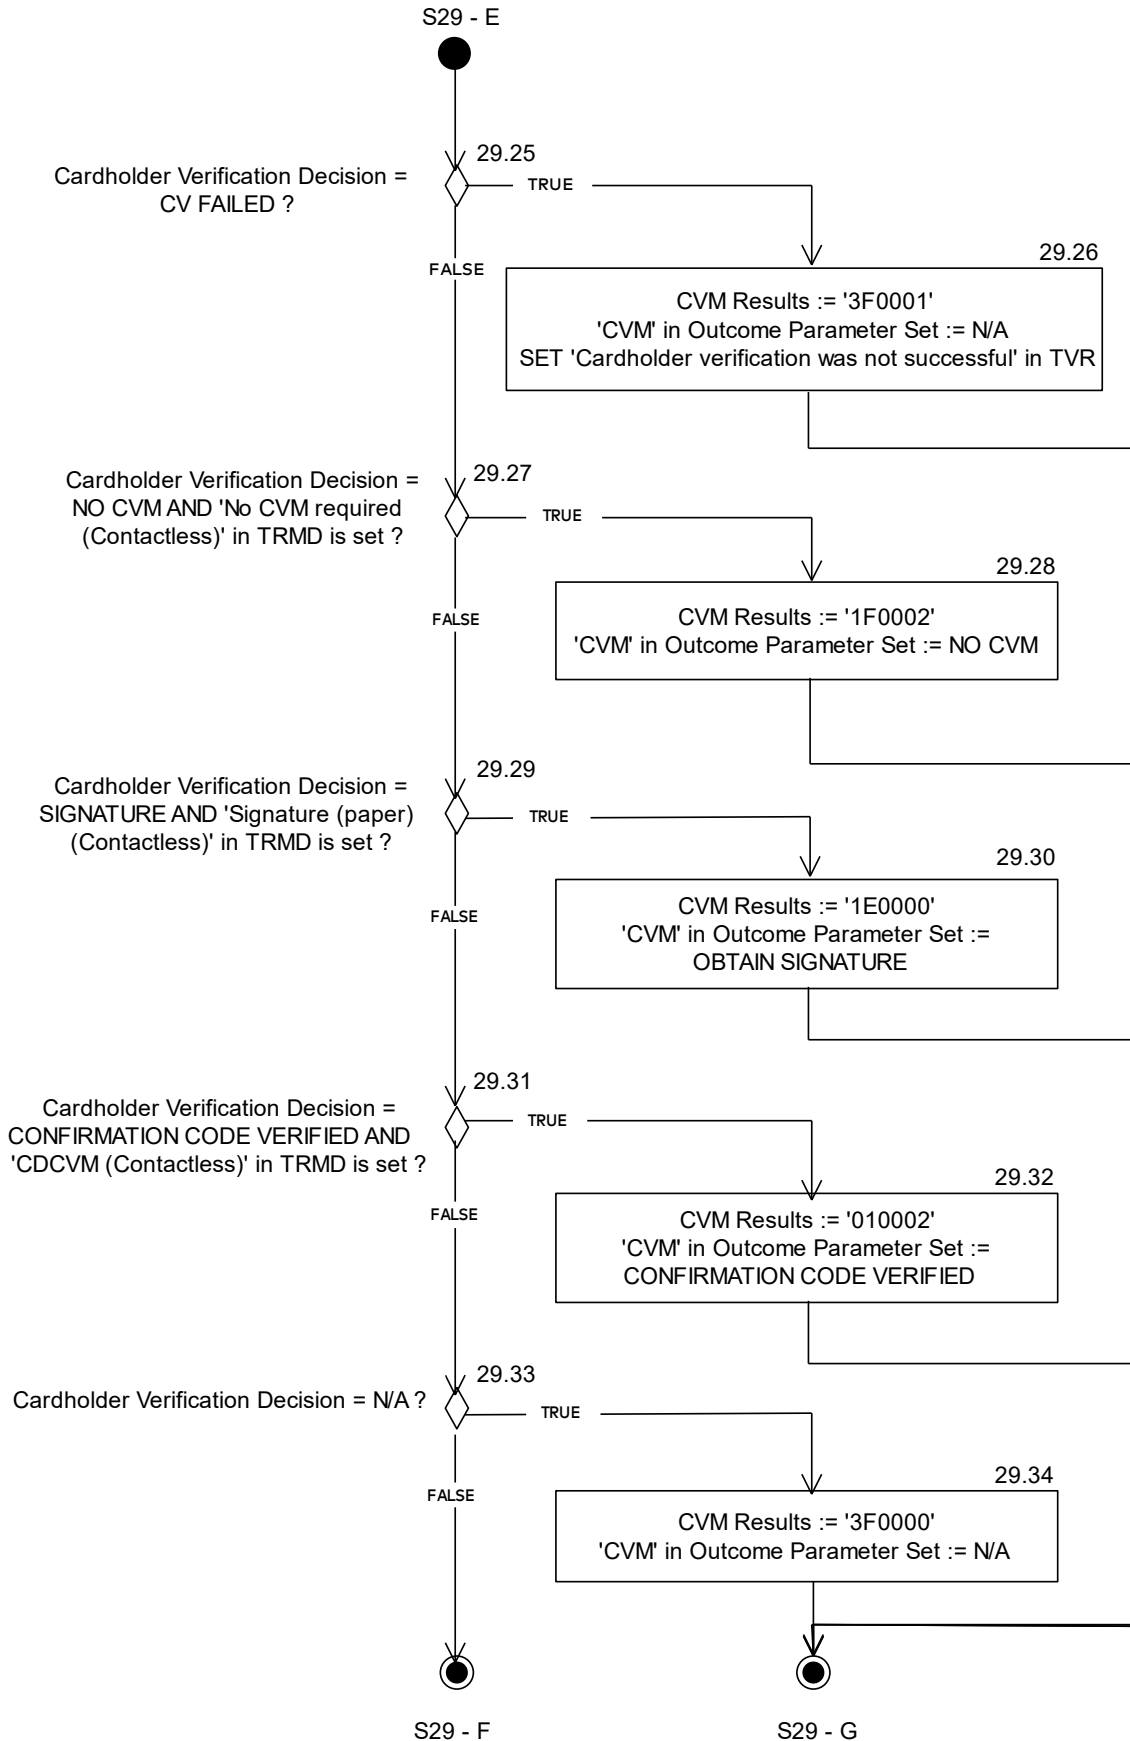 S29 - E
29.25
Cardholder Verification Decision =
CV FAILED ?
TRUE
FALSE
29.26
CVM Results := '3F0001'
'CVM' in Outcome Parameter Set := N/A
SET 'Cardholder verification was not successful' in TVR
29.27
Cardholder Verification Decision =
NO CVM AND 'No CVM required
(Contactless)' in TRMD is set ?
TRUE
FALSE
29.28
CVM Results := '1F0002'
'CVM' in Outcome Parameter Set := NO CVM
29.29
Cardholder Verification Decision =
SIGNATURE AND 'Signature (paper)
(Contactless)' in TRMD is set ?
TRUE
FALSE
29.30
CVM Results := '1E0000'
'CVM' in Outcome Parameter Set :=
OBTAIN SIGNATURE
29.31
Cardholder Verification Decision =
CONFIRMATION CODE VERIFIED AND
'CDCVM (Contactless)' in TRMD is set ?
TRUE
FALSE
29.32
CVM Results := '010002'
'CVM' in Outcome Parameter Set :=
CONFIRMATION CODE VERIFIED
29.33
Cardholder Verification Decision = N/A ?
TRUE
FALSE
29.34
CVM Results := '3F0000'
'CVM' in Outcome Parameter Set := N/A
S29 - F
S29 - G